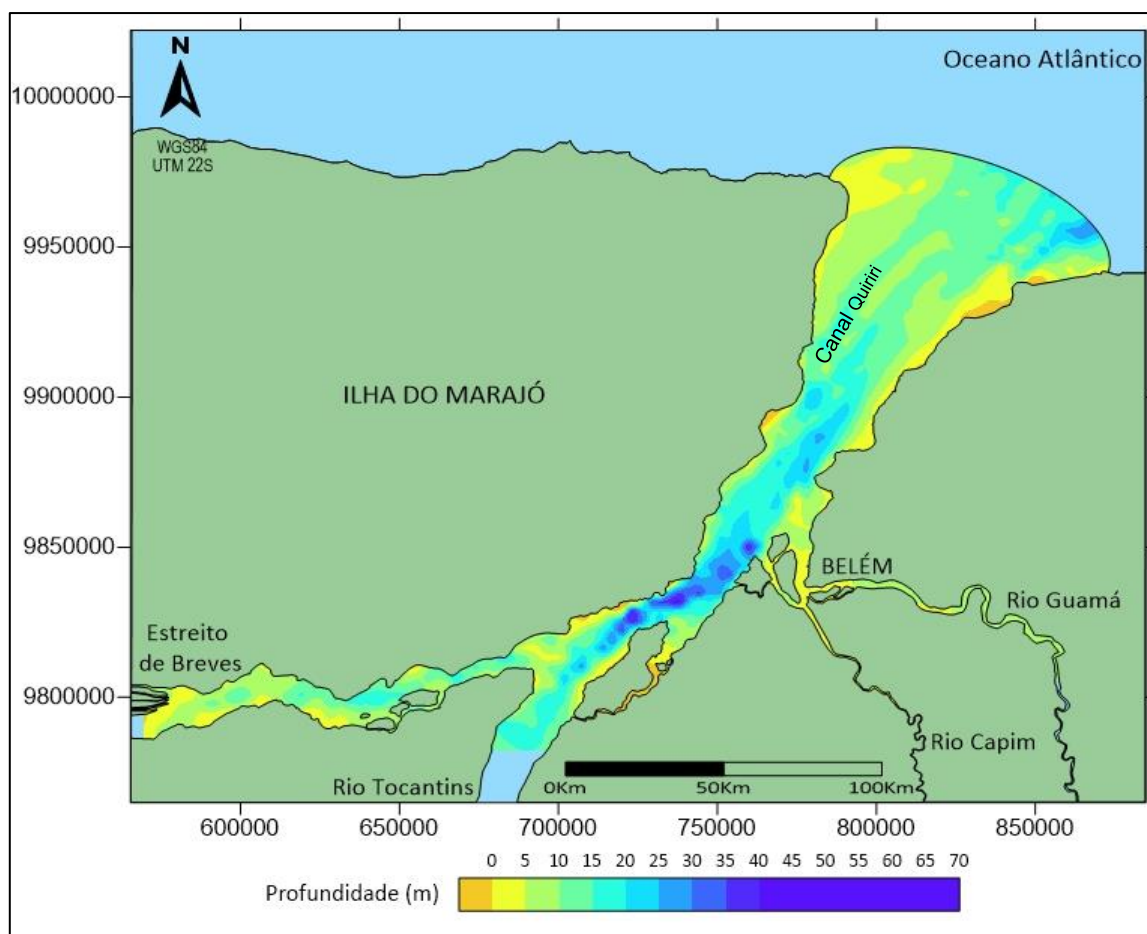 N
WGS84
UTM 22S
Oceano Atlântico
10000000
9950000
9900000
9850000
9800000
Canal Quiriri
ILHA DO MARAJÓ
BELÉM
Rio Guamá
Estreito
de Breves
Rio Capim
Rio Tocantins
0Km 50Km 100Km
600000 650000 700000 750000 800000 850000
0 5 10 15 20 25 30 35 40 45 55 60 65 70
Profundidade (m)